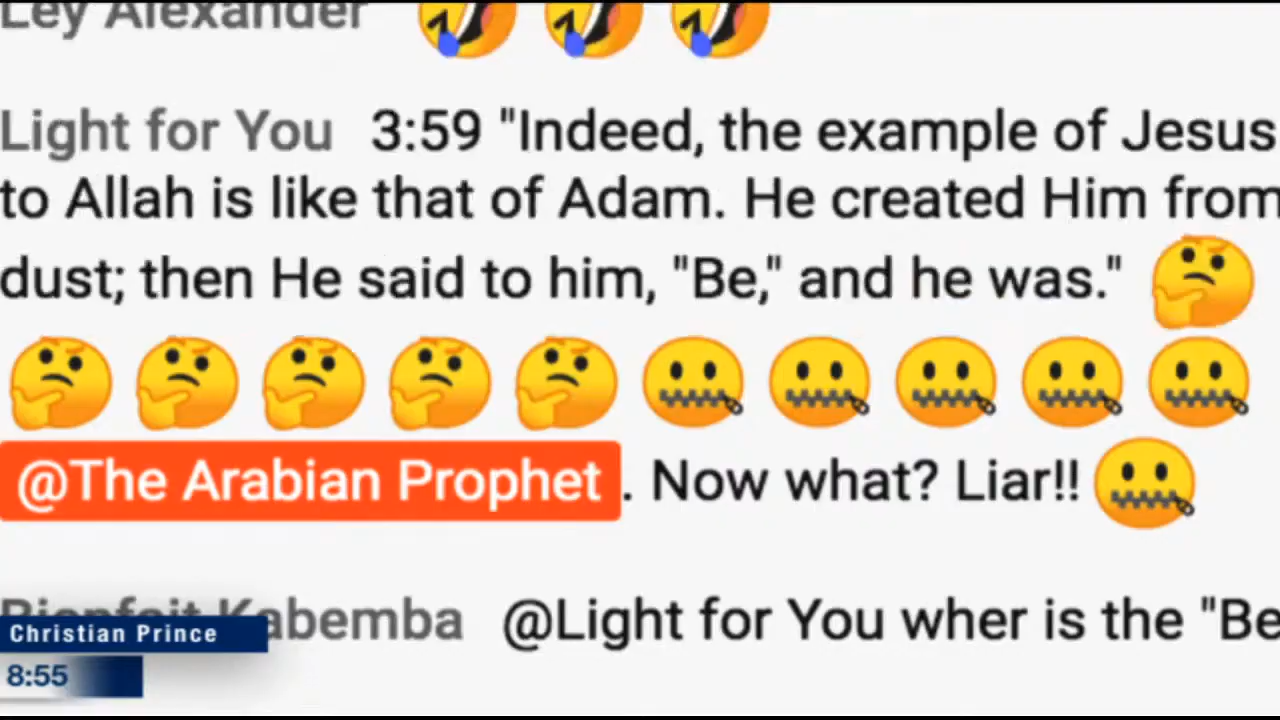 Ley Alexander 🤣 🤣 🤣
Light for You 3:59 "Indeed, the example of Jesus
to Allah is like that of Adam. He created Him from
dust; then He said to him, "Be," and he was." 🤔
🤔 🤔 🤔 🤔 🤔 🤐 🤐 🤐 🤐 🤐
@The Arabian Prophet . Now what? Liar!! 🤐
Bienfait Kabemba @Light for You wher is the "Be
Christian Prince
8:55